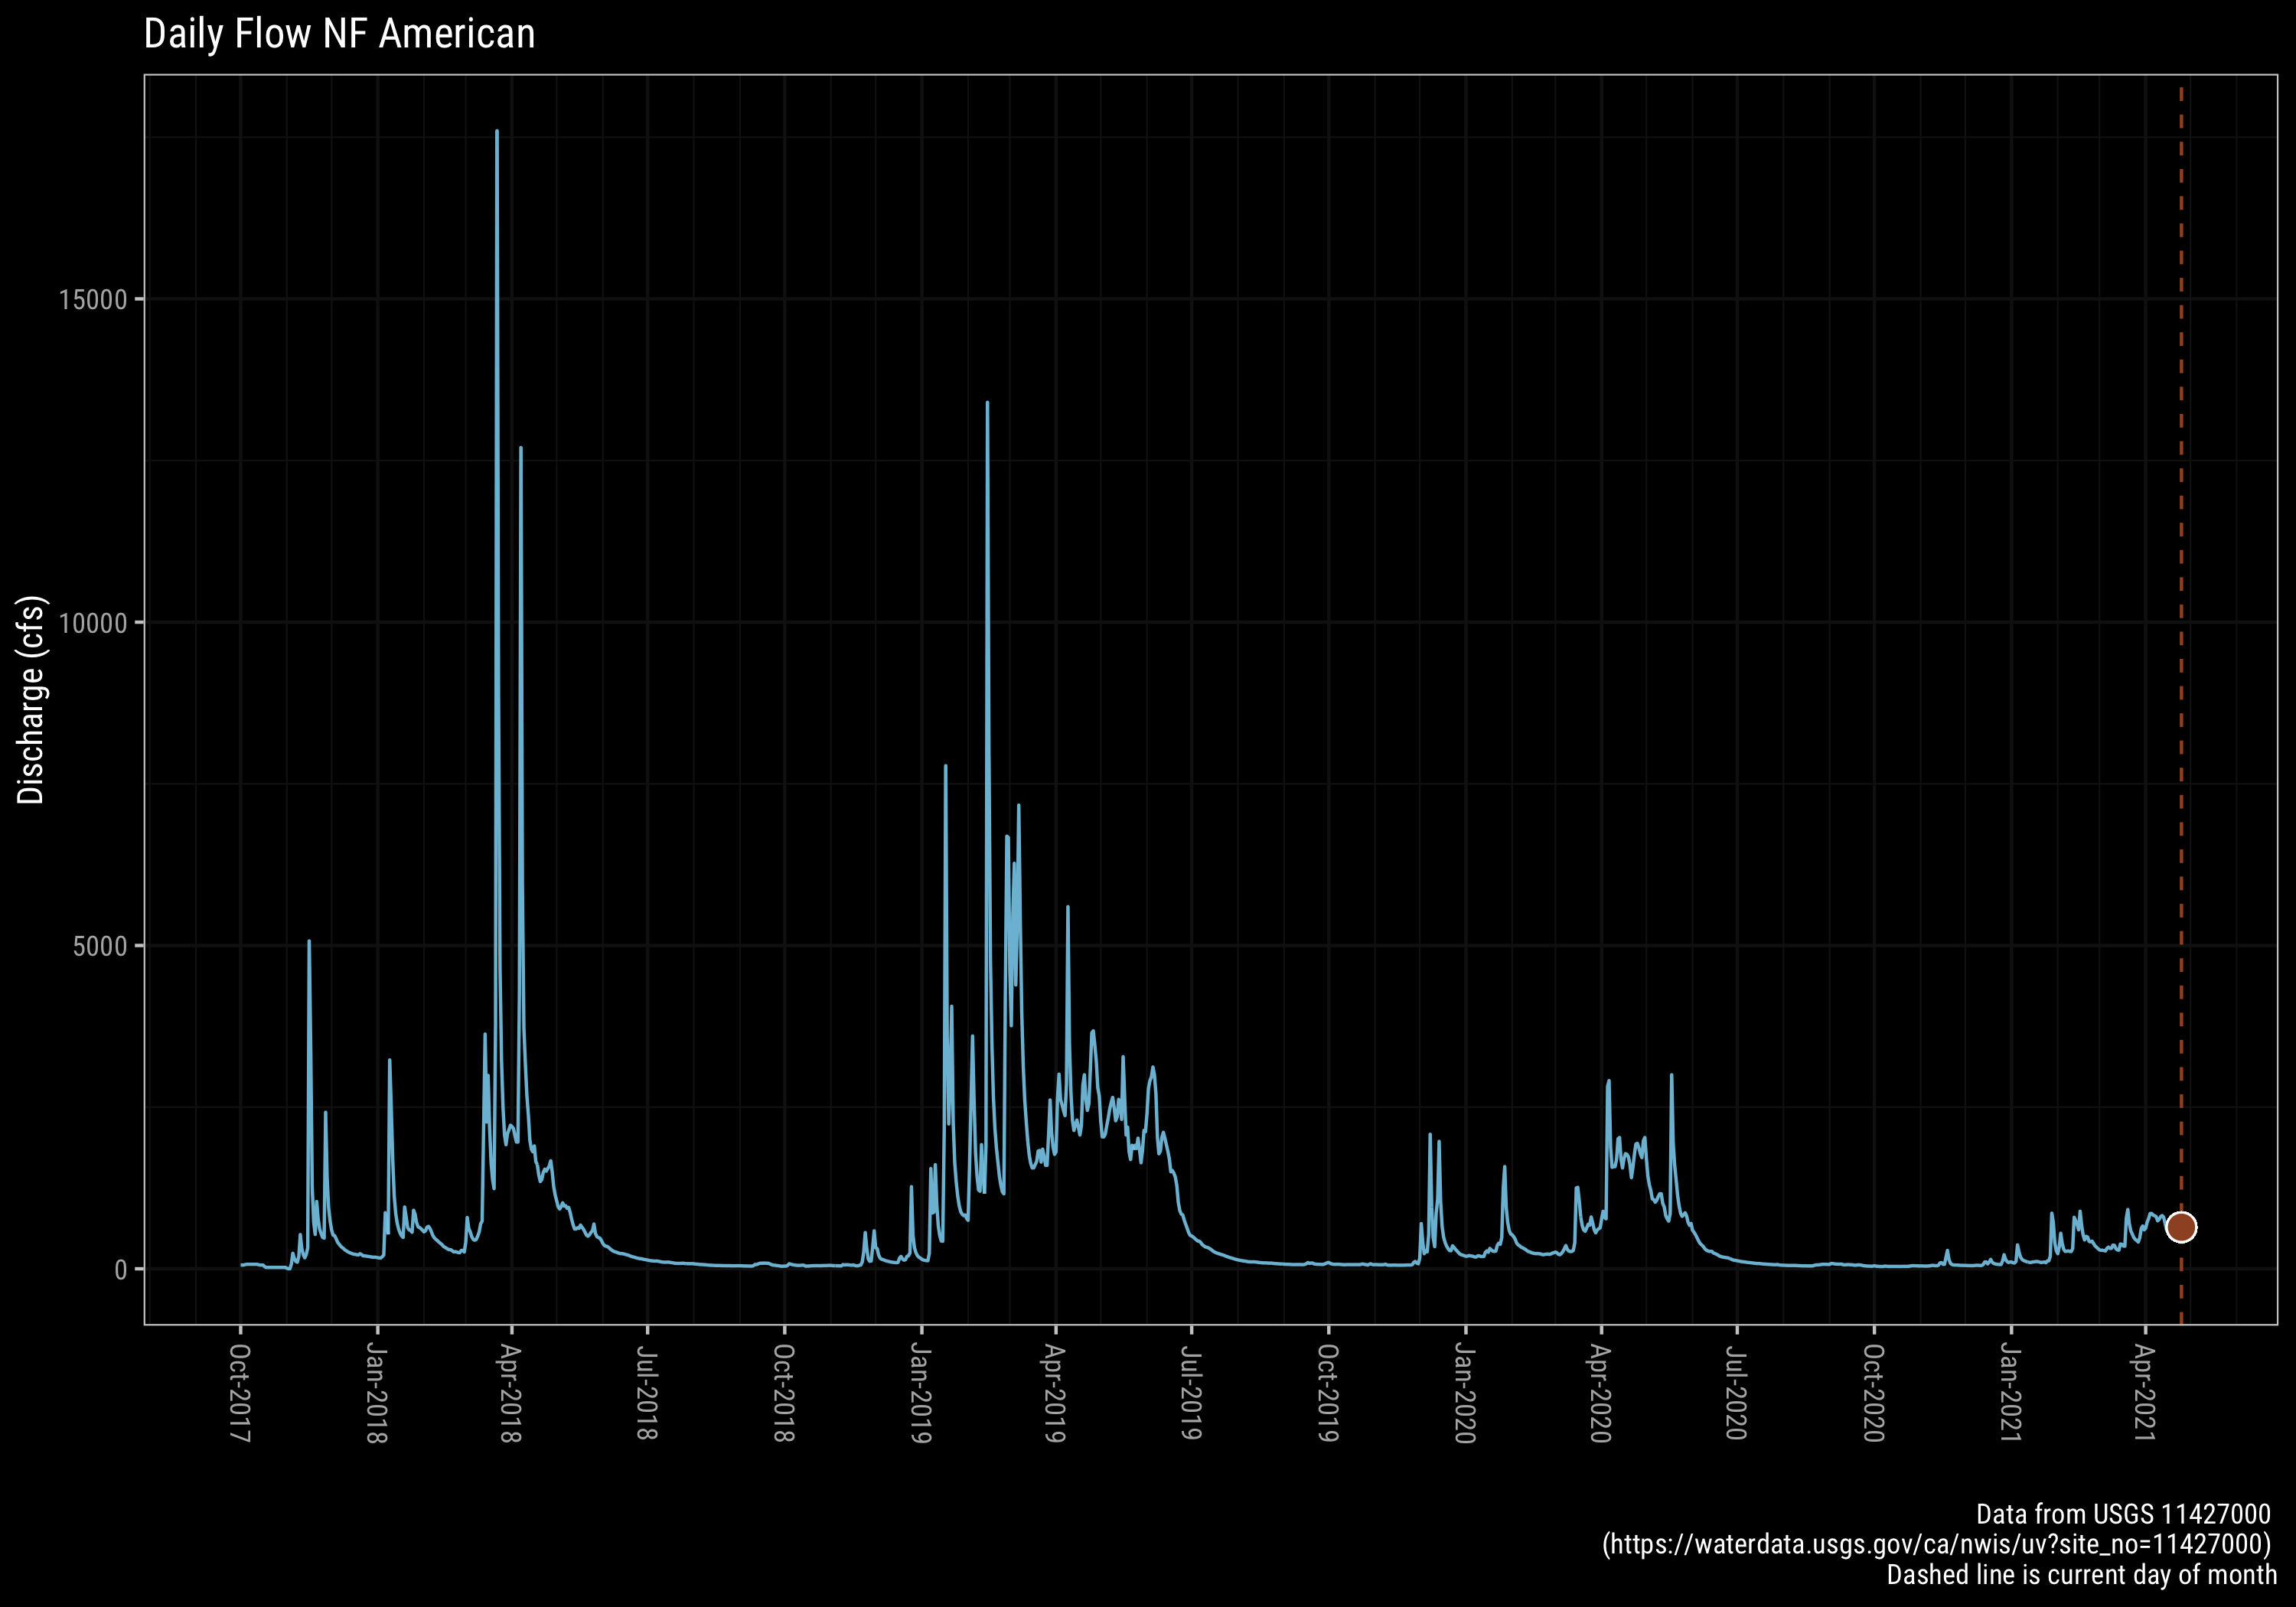 Daily Flow NF American
Discharge (cfs)
15000
10000
5000
0
Oct-2017
Jan-2018
Apr-2018
Jul-2018
Oct-2018
Jan-2019
Apr-2019
Jul-2019
Oct-2019
Jan-2020
Apr-2020
Jul-2020
Oct-2020
Jan-2021
Apr-2021
Data from USGS 11427000
(https://waterdata.usgs.gov/ca/nwis/uv?site_no=11427000)
Dashed line is current day of month